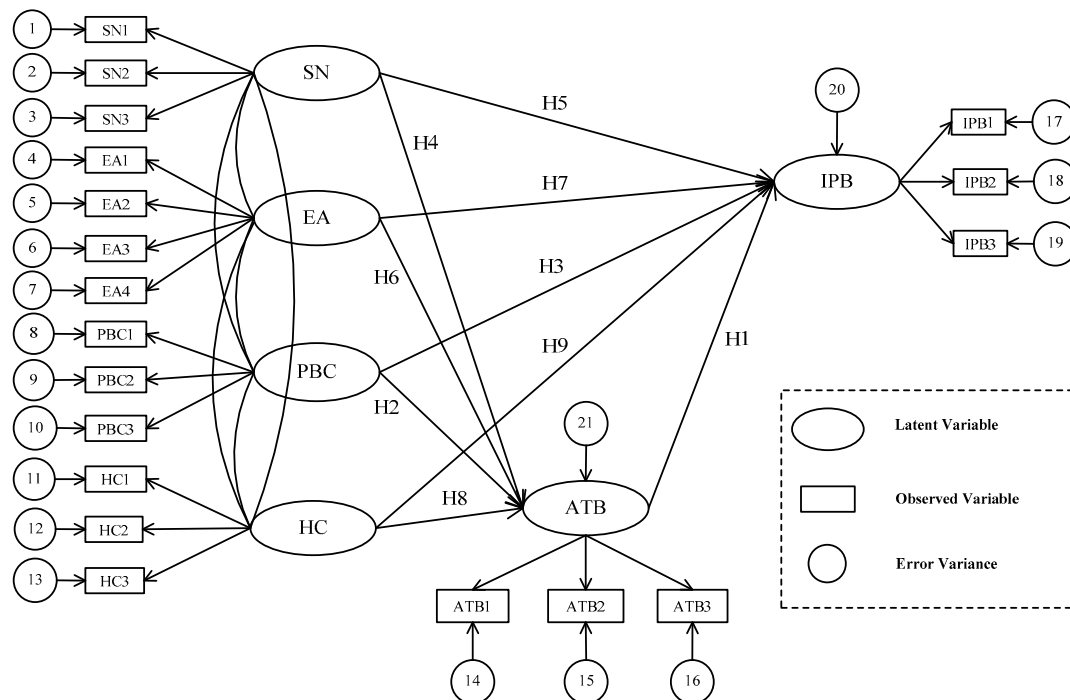 1
SN1
2
SN2
3
SN3
4
EA1
5
EA2
6
EA3
7
EA4
8
PBC1
9
PBC2
10
PBC3
11
HC1
12
HC2
13
HC3
SN
EA
PBC
HC
H5
H4
H7
H6
H3
H9
H2
H8
H1
20
IPB
IPB1
17
IPB2
18
IPB3
19
21
ATB
ATB1
ATB2
ATB3
14
15
16
Latent Variable
Observed Variable
Error Variance